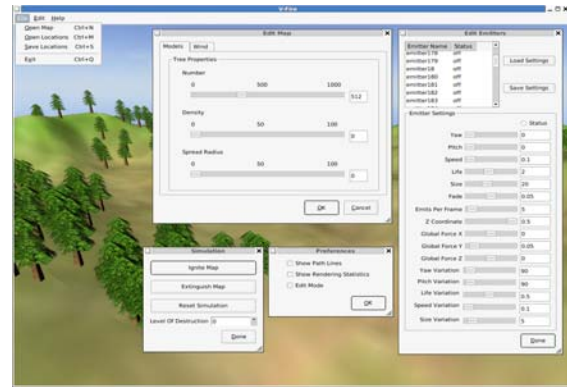 V-Fire
File Edit Help
Open Map Ctrl+N
Open Locations Ctrl+M
Save Locations Ctrl+S
Exit Ctrl+Q
Edit Map
Models Wind
Tree Properties
Number
0 500 1000
512
Density
0 50 100
0
Spread Radius
0 50 100
0
OK Cancel
Edit Emitters
Emitter Name Status
emitter178 off
emitter179 off
emitter18 off
emitter180 off
emitter181 off
emitter182 off
emitter183 off
Load Settings
Save Settings
Emitter Settings
Status
Yaw 0
Pitch 0
Speed 0.1
Life 2
Size 20
Fade 0.05
Emits Per Frame 5
Z Coordinate 0.5
Global Force X 0
Global Force Y 0.05
Global Force Z 0
Yaw Variation 90
Pitch Variation 90
Life Variation 0.5
Speed Variation 0.1
Size Variation 5
Done
Simulation
Ignite Map
Extinguish Map
Reset Simulation
Level Of Destruction 0
Done
Preferences
Show Path Lines
Show Rendering Statistics
Edit Mode
OK